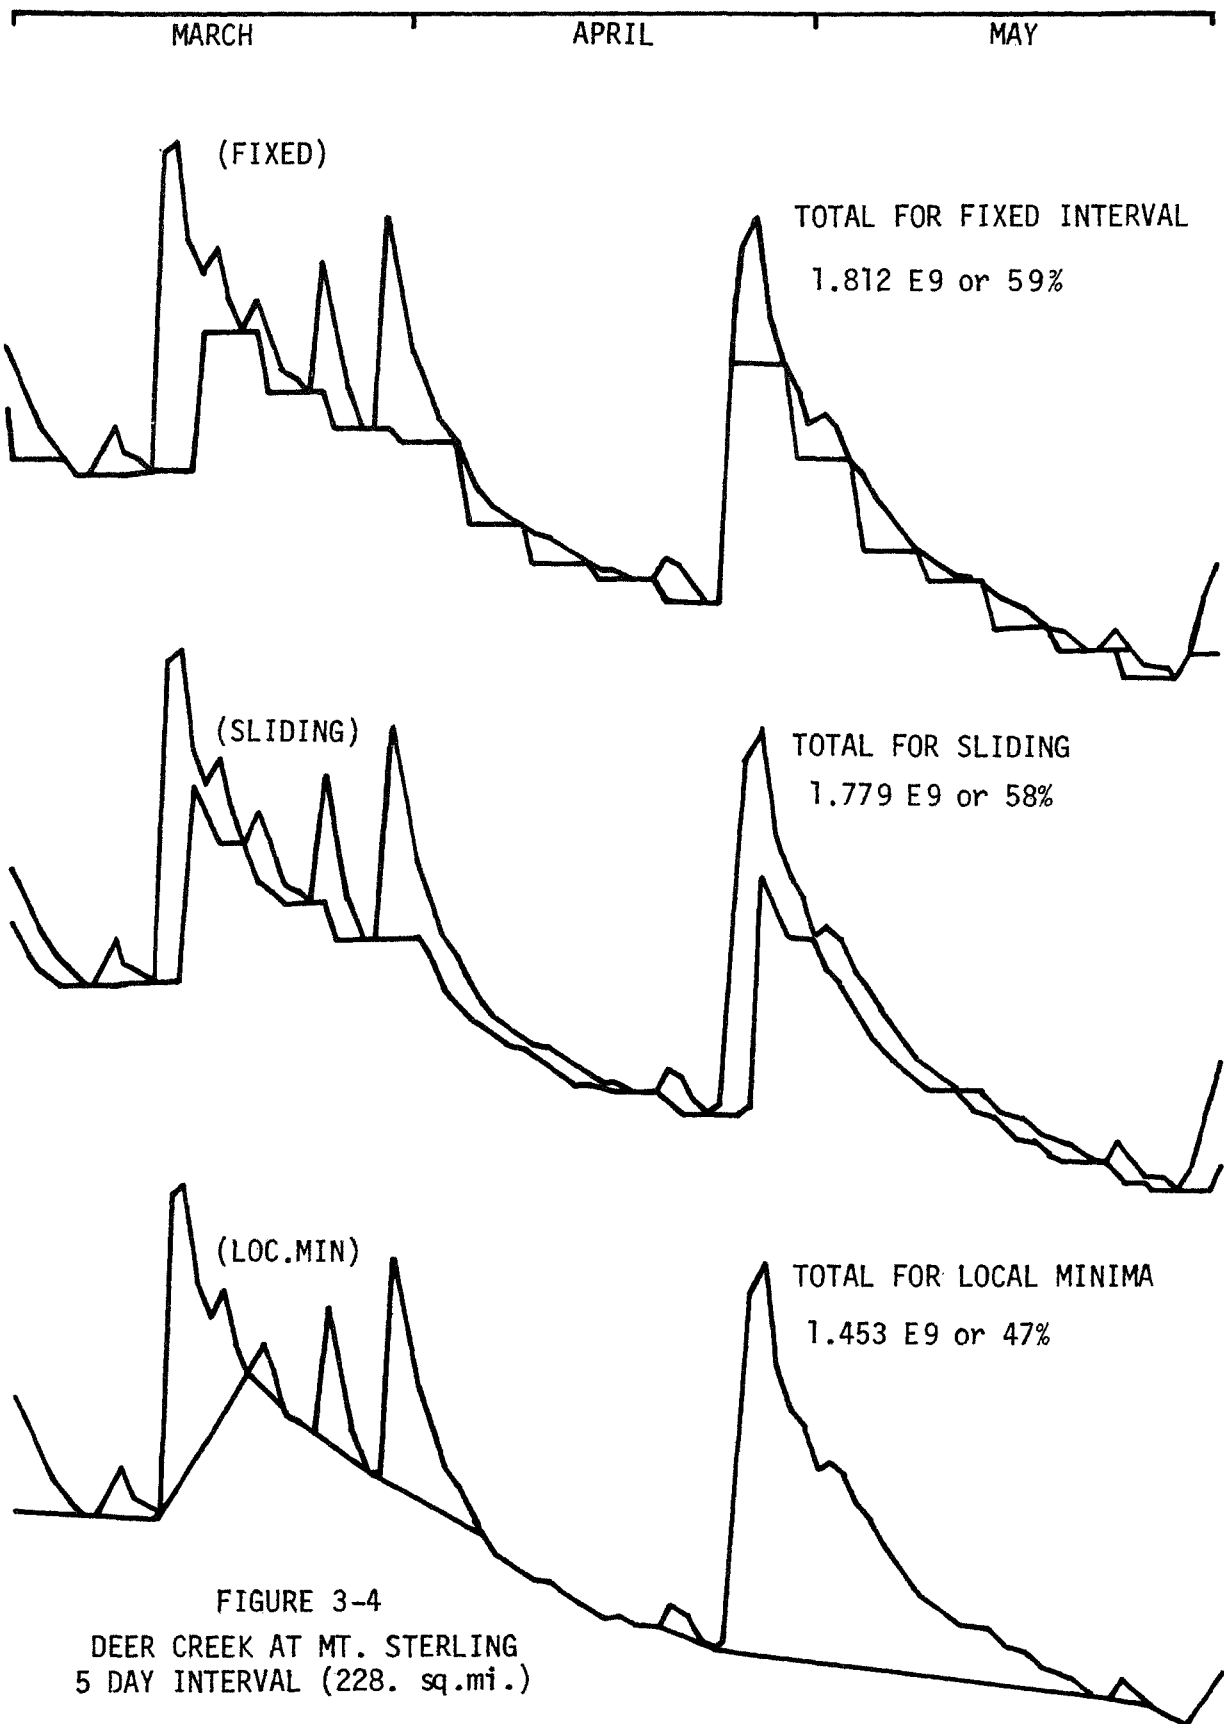 MARCH APRIL MAY
(FIXED)
TOTAL FOR FIXED INTERVAL
1.812 E9 or 59%
(SLIDING)
TOTAL FOR SLIDING
1.779 E9 or 58%
(LOC.MIN)
TOTAL FOR LOCAL MINIMA
1.453 E9 or 47%
FIGURE 3-4
DEER CREEK AT MT. STERLING
5 DAY INTERVAL (228. sq.mi.)